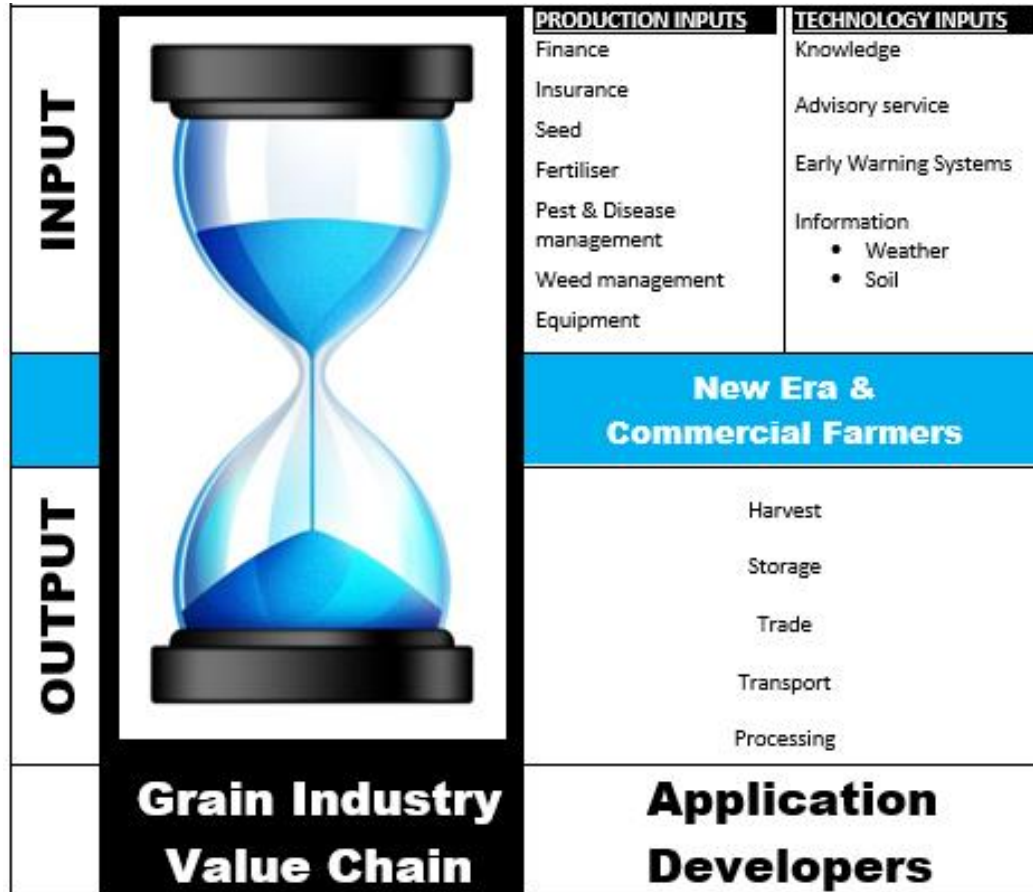 INPUT
PRODUCTION INPUTS
Finance
Insurance
Seed
Fertiliser
Pest & Disease
management
Weed management
Equipment
TECHNOLOGY INPUTS
Knowledge
Advisory service
Early Warning Systems
Information
• Weather
• Soil
New Era &
Commercial Farmers
OUTPUT
Harvest
Storage
Trade
Transport
Processing
Grain Industry
Value Chain
Application
Developers